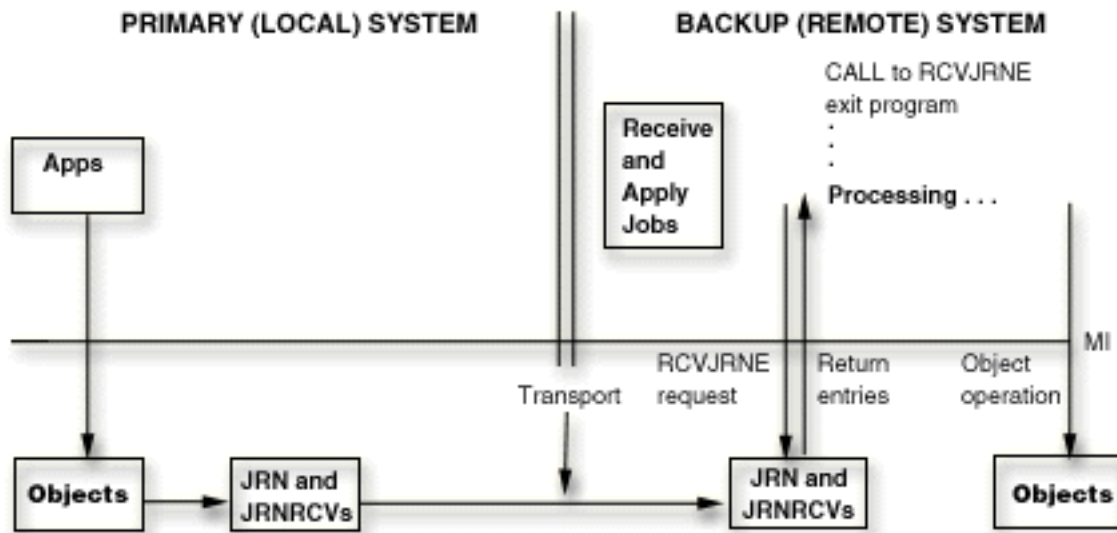 PRIMARY (LOCAL) SYSTEM
BACKUP (REMOTE) SYSTEM
CALL to RCVJRNE
exit program
.
.
.
Processing . . .
Receive
and
Apply
Jobs
Apps
MI
RCVJRNE
request
Return
entries
Object
operation
Transport
Objects
JRN and
JRNRCVs
JRN and
JRNRCVs
Objects